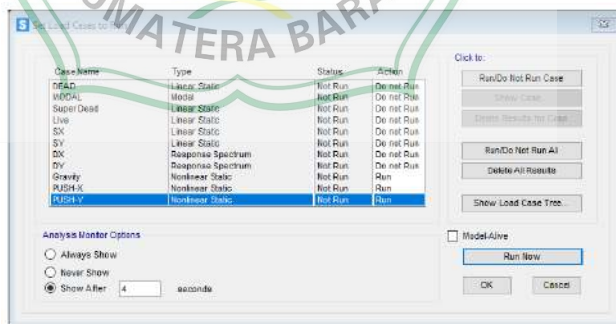 SUMATERA BARAT
Set Load Cases to Run
Click to:
Case Name Type Status Action
DEAD Linear Static Not Run Do not Run
MODAL Modal Not Run Do not Run
Super Dead Linear Static Not Run Do not Run
Live Linear Static Not Run Do not Run
SX Linear Static Not Run Do not Run
SY Linear Static Not Run Do not Run
DX Response Spectrum Not Run Do not Run
DY Response Spectrum Not Run Do not Run
Gravity Nonlinear Static Not Run Run
PUSH-X Nonlinear Static Not Run Run
PUSH-Y Nonlinear Static Not Run Run
Run/Do Not Run Case
Show Case
Delete Results for Case
Run/Do Not Run All
Delete All Results
Show Load Case Tree...
Analysis Monitor Options
Always Show
Never Show
Show After 4 seconds
Model-Alive
Run Now
OK Cancel